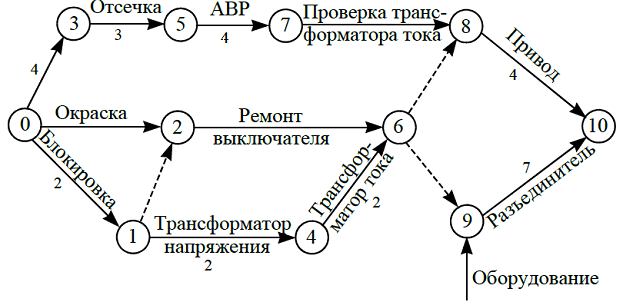 Отсечка
АВР
Проверка транс-
форматора тока
3
5
7
8
3
4
4
Привод
4
0
Окраска
2
Ремонт
выключателя
6
10
Блокировка
2
Трансфор-
матор тока
2
7
Разъединитель
1
Трансформатор
напряжения
2
4
9
Оборудование